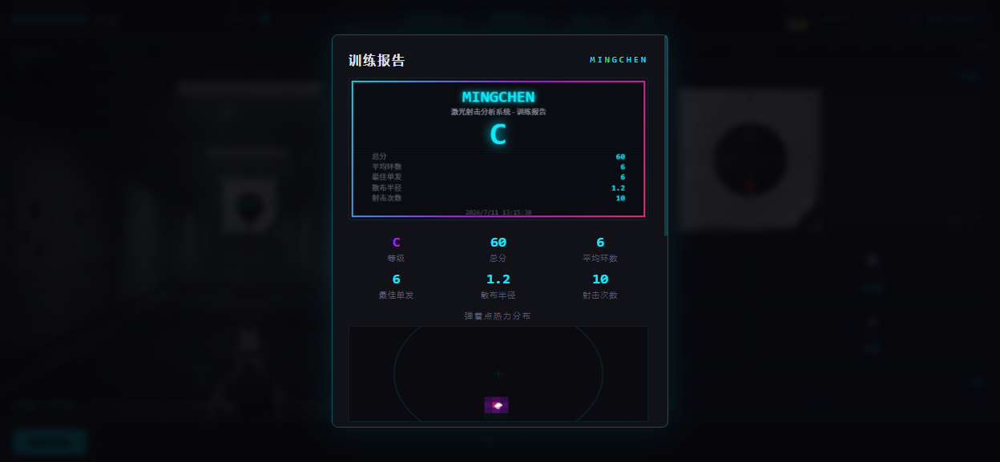 训练报告
MINGCHEN
MINGCHEN
激光射击分析系统 - 训练报告
C
总分 60
平均环数 6
最佳单发 6
散布半径 1.2
射击次数 10
2026/7/11 13:15:38
C 60 6
等级 总分 平均环数
6 1.2 10
最佳单发 散布半径 射击次数
弹着点热力分布